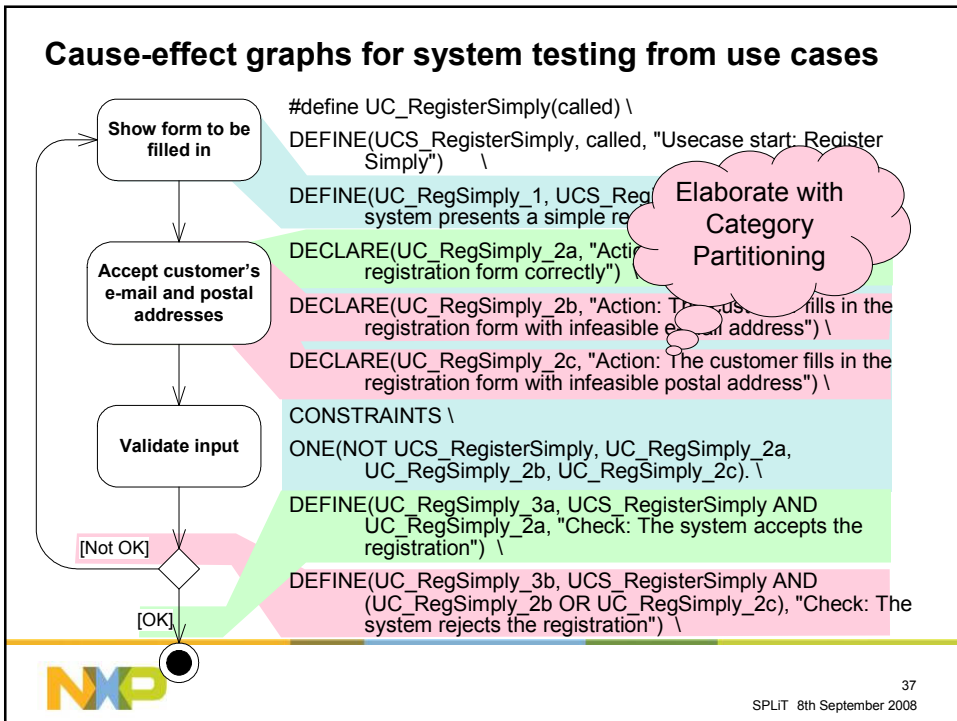 Cause-effect graphs for system testing from use cases
Show form to be
filled in
Accept customer's
e-mail and postal
addresses
Validate input
[Not OK]
[OK]
#define UC_RegisterSimply(called) \
DEFINE(UCS_RegisterSimply, called, "Usecase start: Register
Simply") \
DEFINE(UC_RegSimply_1, UCS_Reg
system presents a simple re
DECLARE(UC_RegSimply_2a, "Acti
registration form correctly") \
DECLARE(UC_RegSimply_2b, "Action: The customer fills in the
registration form with infeasible e-mail address") \
DECLARE(UC_RegSimply_2c, "Action: The customer fills in the
registration form with infeasible postal address") \
CONSTRAINTS \
ONE(NOT UCS_RegisterSimply, UC_RegSimply_2a,
UC_RegSimply_2b, UC_RegSimply_2c). \
DEFINE(UC_RegSimply_3a, UCS_RegisterSimply AND
UC_RegSimply_2a, "Check: The system accepts the
registration") \
DEFINE(UC_RegSimply_3b, UCS_RegisterSimply AND
(UC_RegSimply_2b OR UC_RegSimply_2c), "Check: The
system rejects the registration") \
Elaborate with
Category
Partitioning
NXP
37
SPLiT 8th September 2008